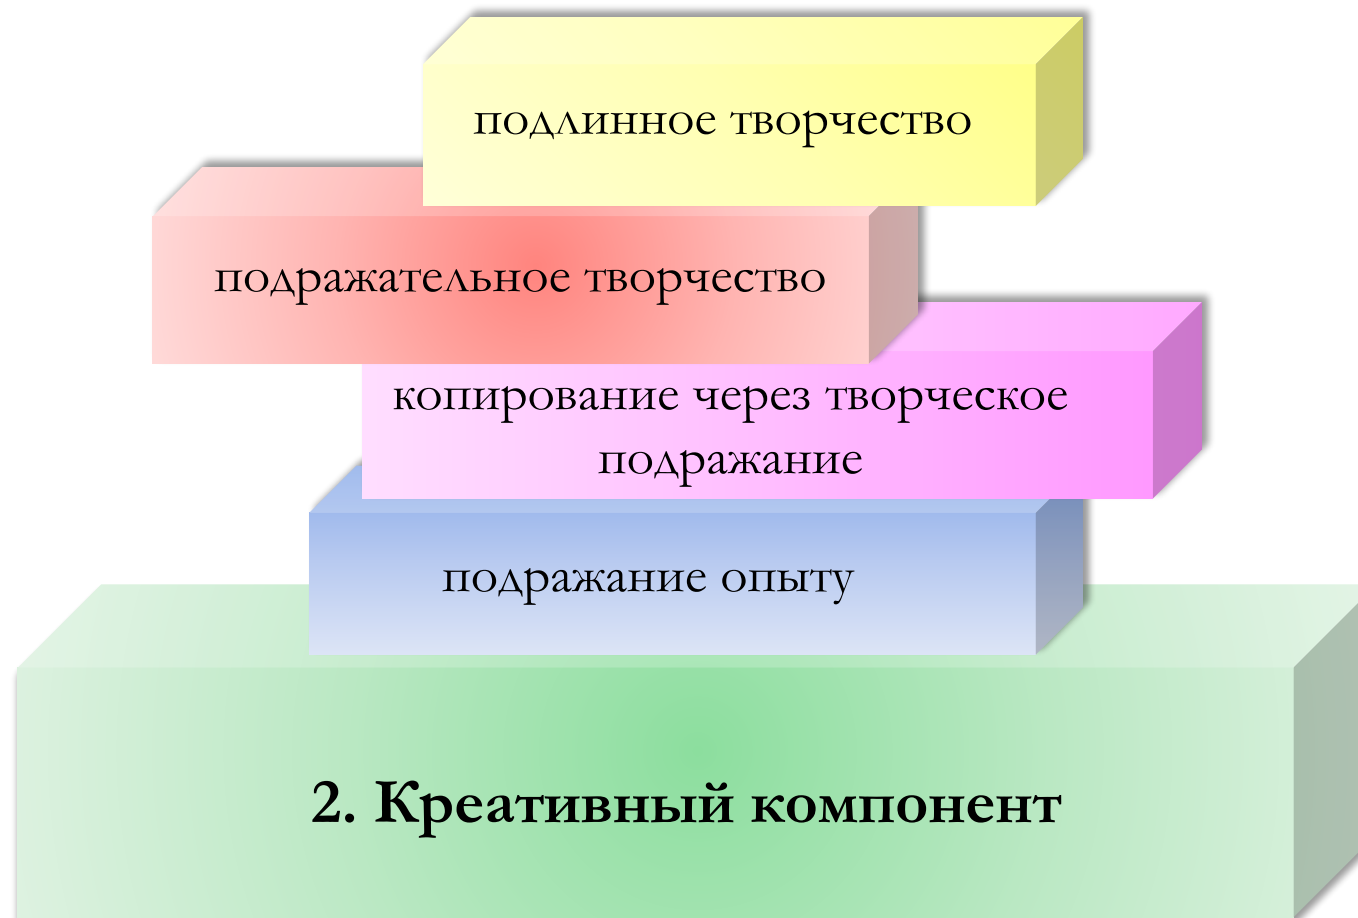 подлинное творчество
подражательное творчество
копирование через творческое
подражание
подражание опыту
2. Креативный компонент